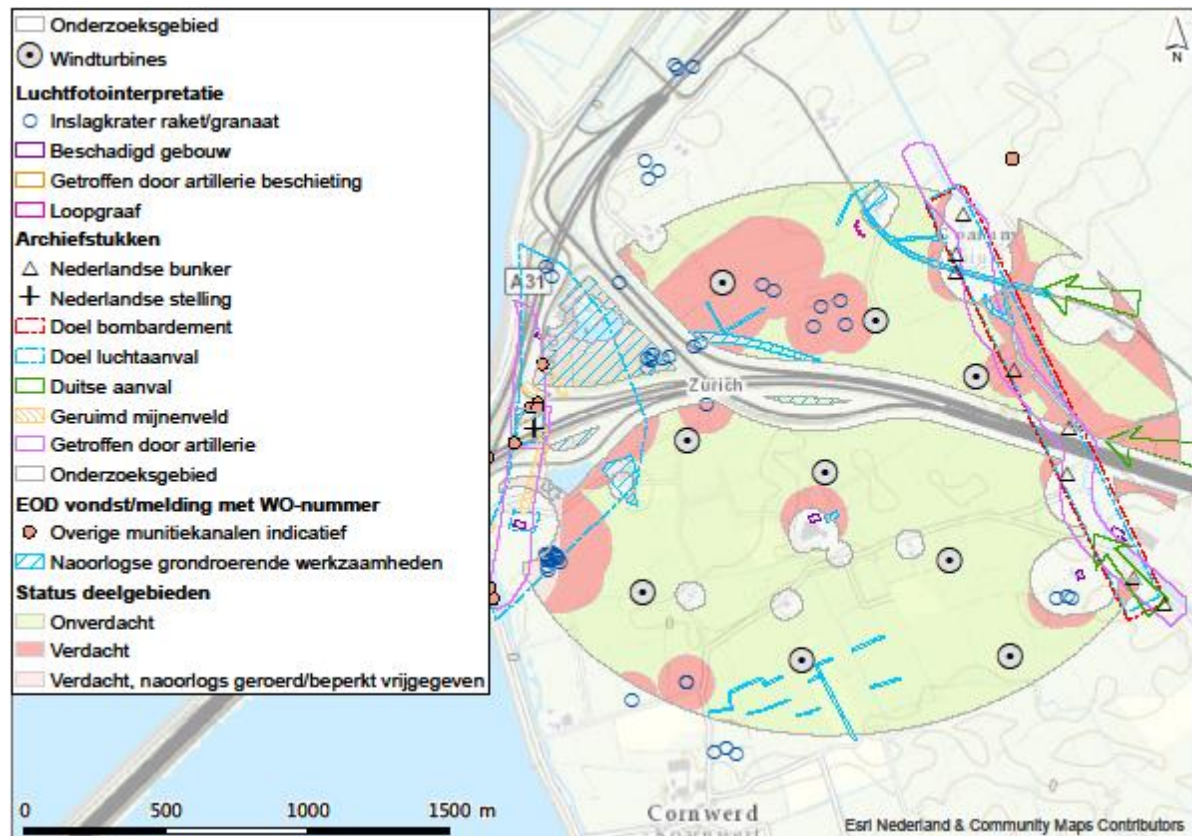 Onderzoeksgebied
Windturbines
Luchtfotointerpretatie
Inslagkrater raket/granaat
Beschadigd gebouw
Getroffen door artillerie beschieting
Loopgraaf
Archiefstukken
Nederlandse bunker
Nederlandse stelling
Doel bombardement
Doel luchtaanval
Duitse aanval
Geruimd mijnenveld
Getroffen door artillerie
Onderzoeksgebied
EOD vondst/melding met WO-nummer
Overige munitiekanalen indicatief
Naoorlogse grondroerende werkzaamheden
Status deelgebieden
Onverdacht
Verdacht
Verdacht, naoorlogs geroerd/beperkt vrijgegeven
N
A31
Zürich
Cornwerd
0 500 1000 1500 m
Esri Nederland & Community Maps Contributors